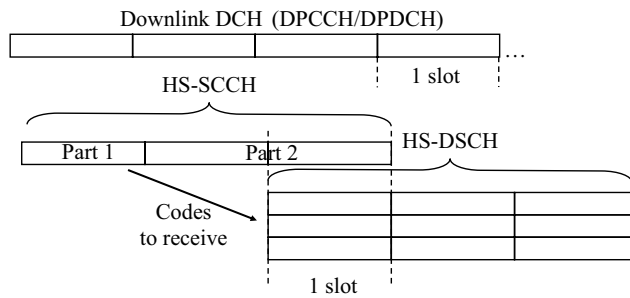 Downlink DCH (DPCCH/DPDCH)
...
1 slot
HS-SCCH
HS-DSCH
Part 1
Part 2
Codes
to receive
1 slot